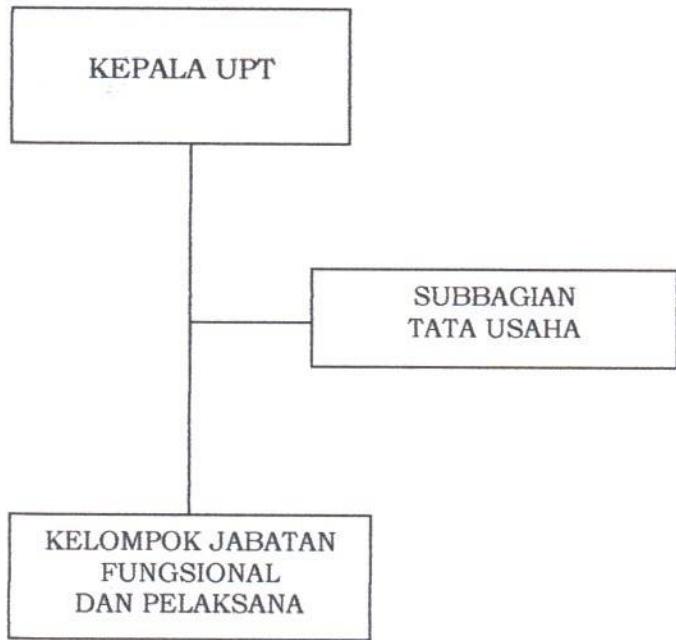 KEPALA UPT
SUBBAGIAN
TATA USAHA
KELOMPOK JABATAN
FUNGSIONAL
DAN PELAKSANA